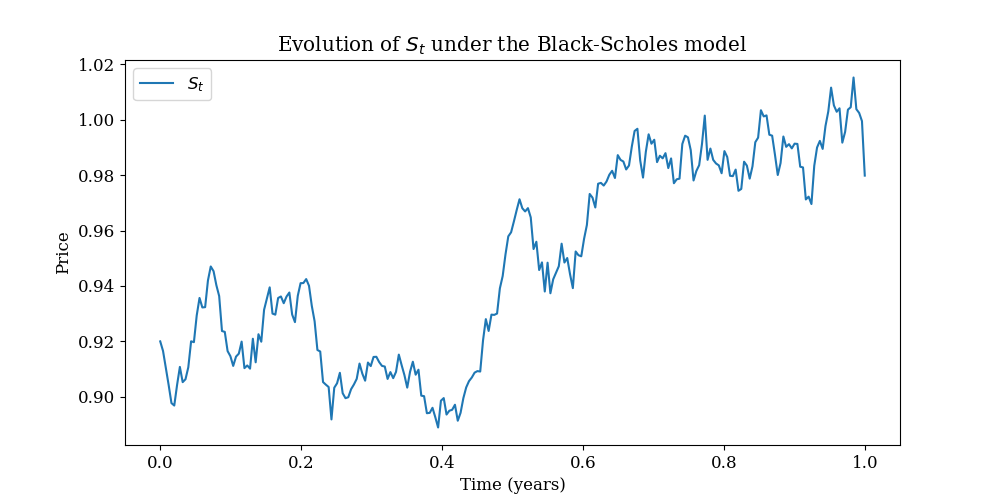 Evolution of S_t under the Black-Scholes model
S_t
Price
1.02
1.00
0.98
0.96
0.94
0.92
0.90
0.0 0.2 0.4 0.6 0.8 1.0
Time (years)